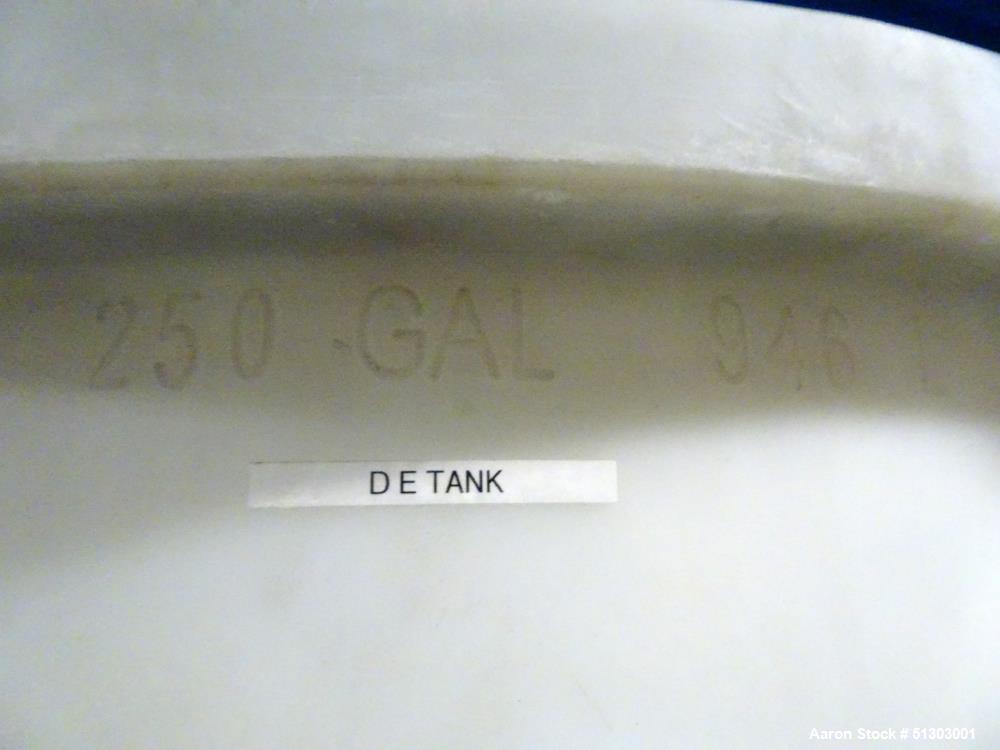 250 GAL 946 L
D E TANK
Aaron Stock # 51303001